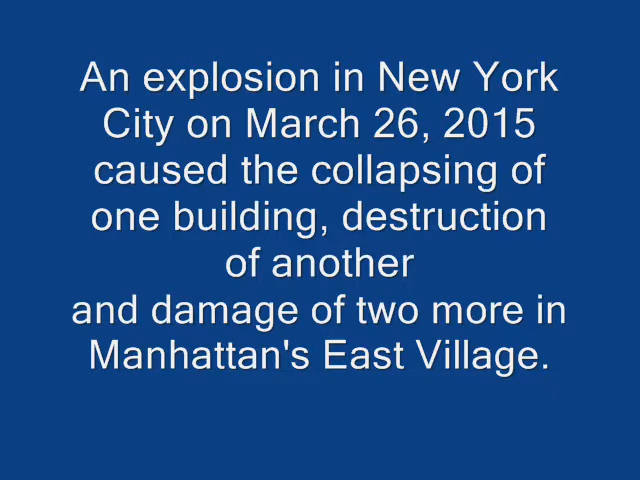 An explosion in New York
City on March 26, 2015
caused the collapsing of
one building, destruction
of another
and damage of two more in
Manhattan's East Village.